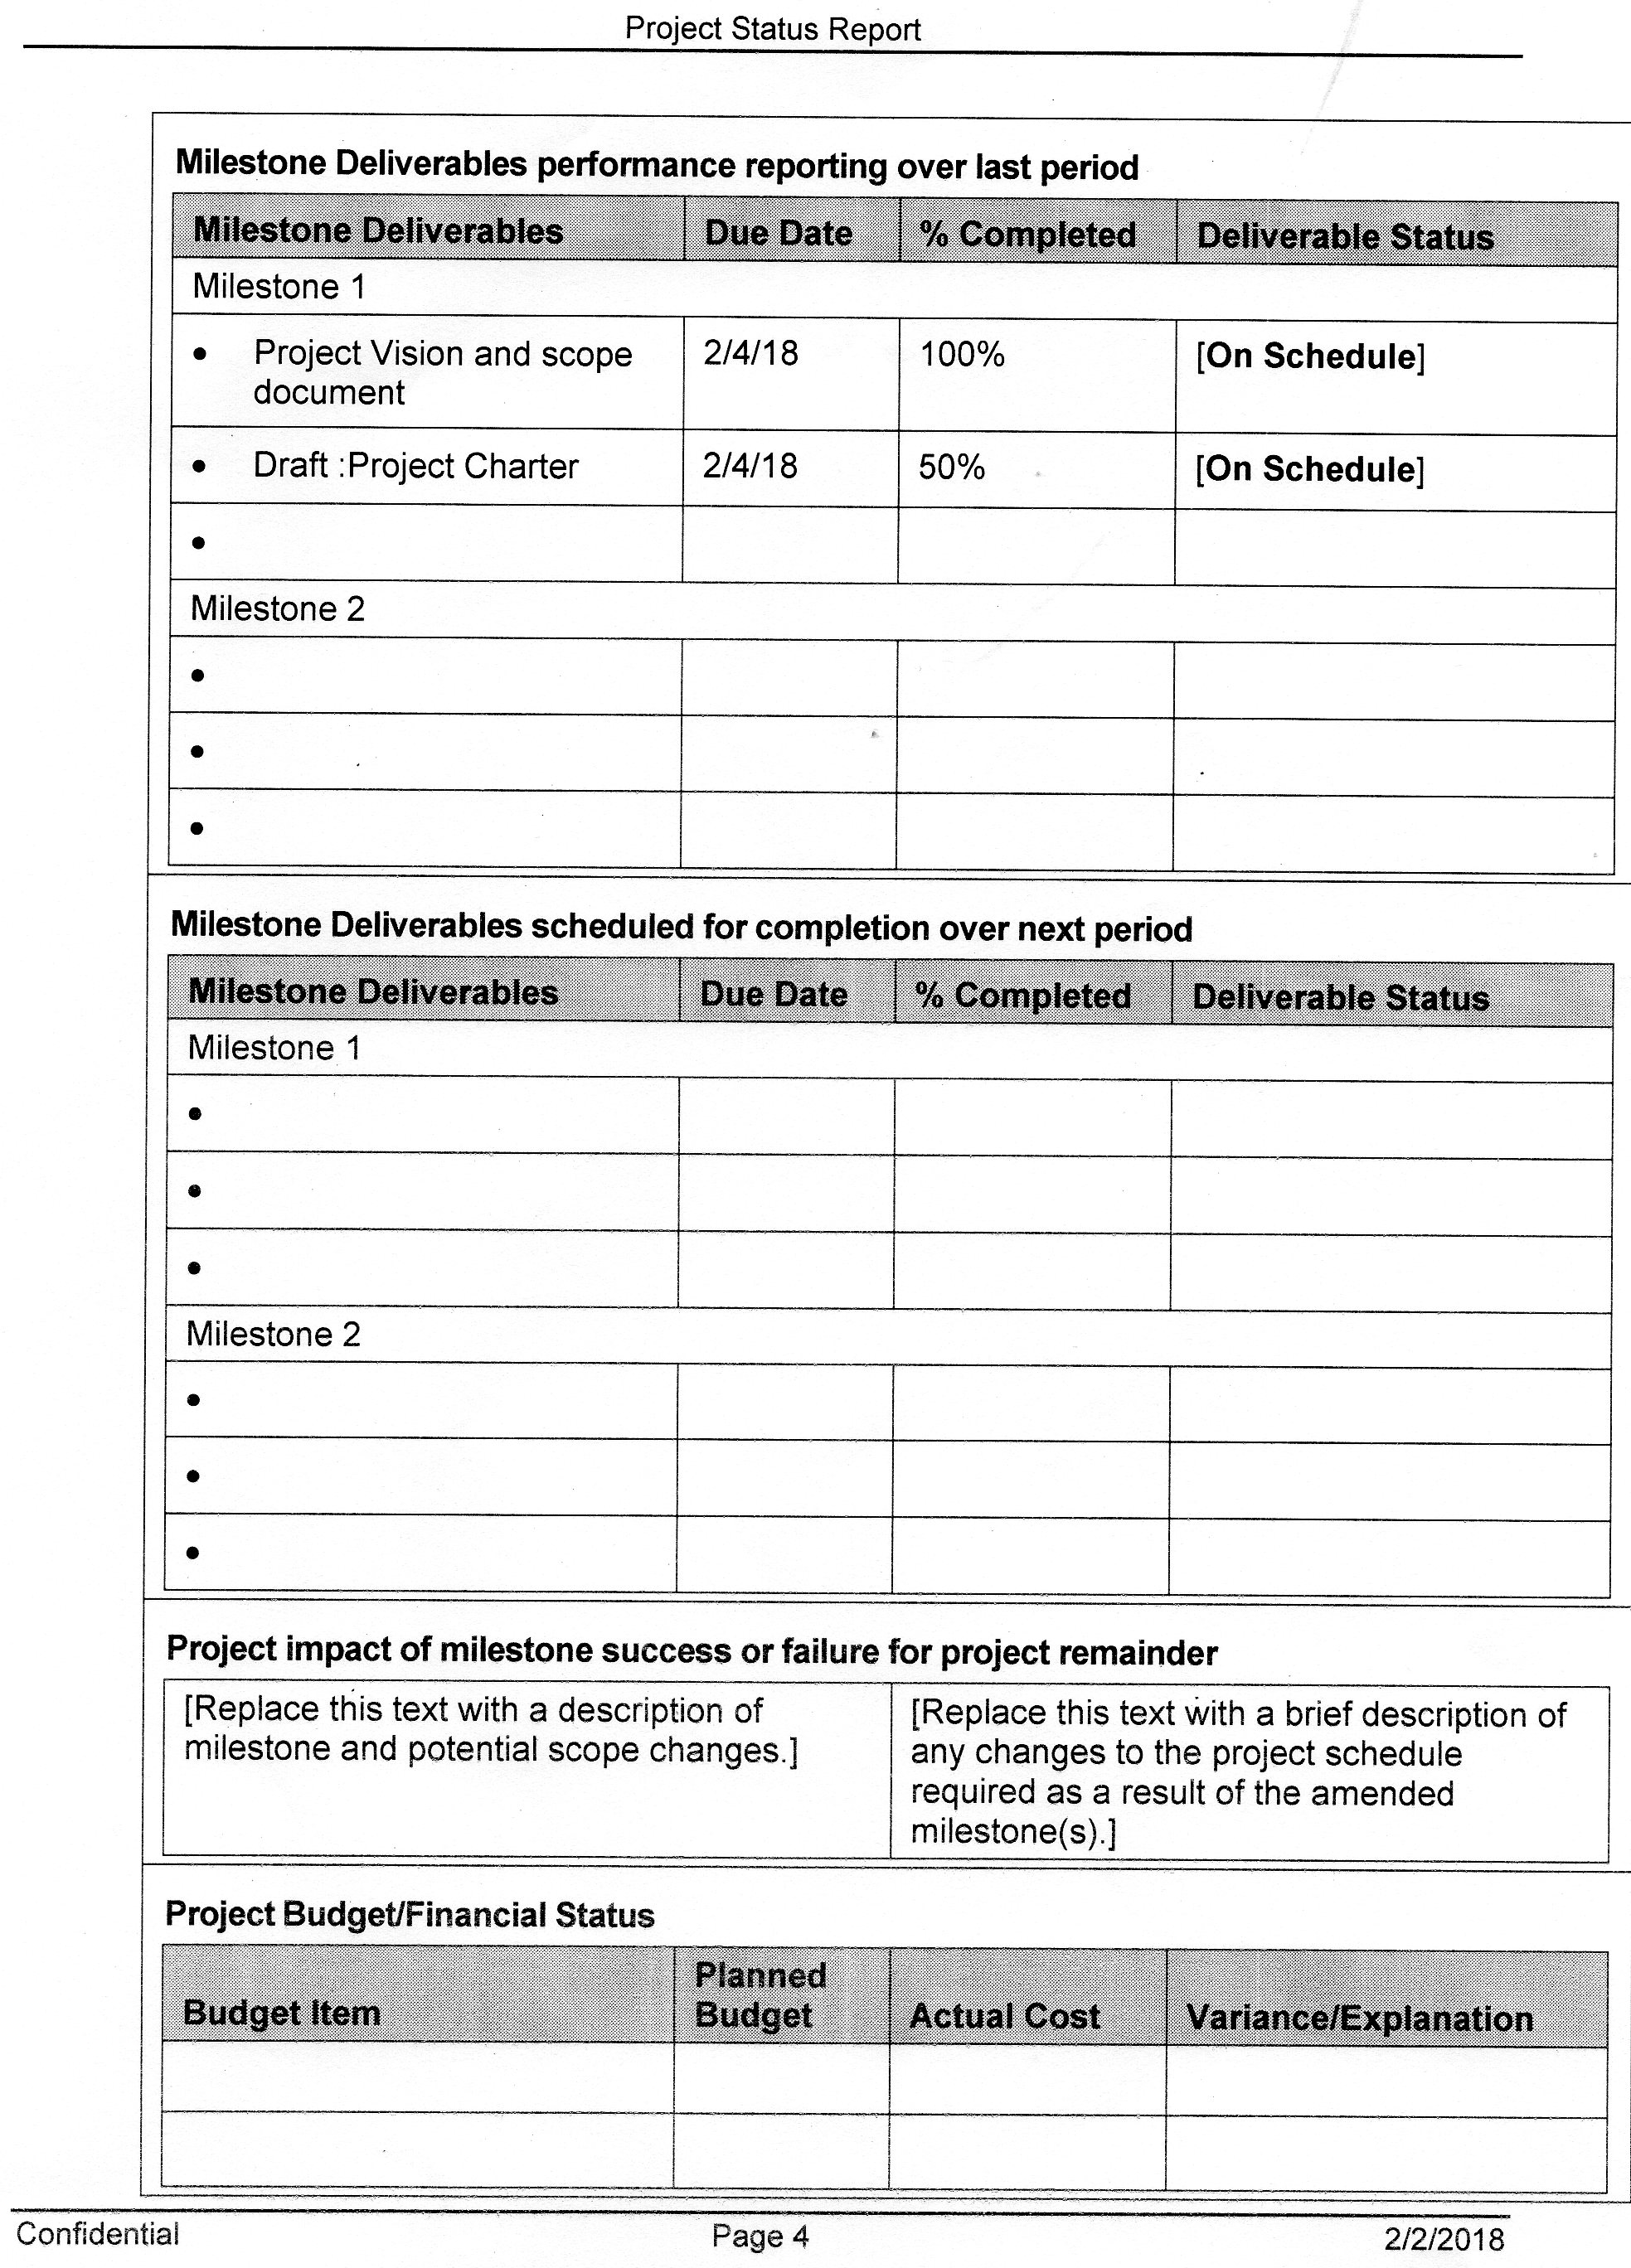 Project Status Report
Milestone Deliverables performance reporting over last period
Milestone Deliverables Due Date % Completed Deliverable Status
Milestone 1
• Project Vision and scope 2/4/18 100% [On Schedule]
document
• Draft :Project Charter 2/4/18 50% [On Schedule]
•
Milestone 2
•
•
•
Milestone Deliverables scheduled for completion over next period
Milestone Deliverables Due Date % Completed Deliverable Status
Milestone 1
•
•
•
Milestone 2
•
•
•
Project impact of milestone success or failure for project remainder
[Replace this text with a description of
milestone and potential scope changes.]
[Replace this text with a brief description of
any changes to the project schedule
required as a result of the amended
milestone(s).]
Project Budget/Financial Status
Budget Item
Planned
Budget
Actual Cost
Variance/Explanation
Confidential Page 4 2/2/2018